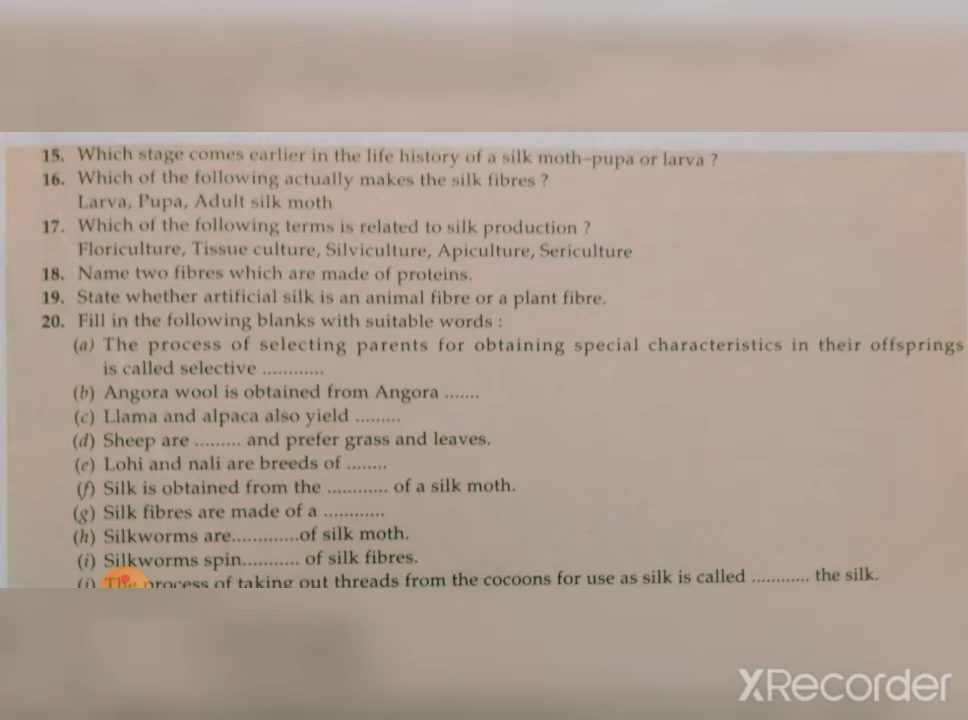 15. Which stage comes earlier in the life history of a silk moth–pupa or larva ?
16. Which of the following actually makes the silk fibres ?
Larva, Pupa, Adult silk moth
17. Which of the following terms is related to silk production ?
Floriculture, Tissue culture, Silviculture, Apiculture, Sericulture
18. Name two fibres which are made of proteins.
19. State whether artificial silk is an animal fibre or a plant fibre.
20. Fill in the following blanks with suitable words :
(a) The process of selecting parents for obtaining special characteristics in their offsprings
is called selective ............
(b) Angora wool is obtained from Angora .......
(c) Llama and alpaca also yield .........
(d) Sheep are ......... and prefer grass and leaves.
(e) Lohi and nali are breeds of ........
(f) Silk is obtained from the ............ of a silk moth.
(g) Silk fibres are made of a ............
(h) Silkworms are.............of silk moth.
(i) Silkworms spin........... of silk fibres.
(j) The process of taking out threads from the cocoons for use as silk is called ............ the silk.
XRecorder